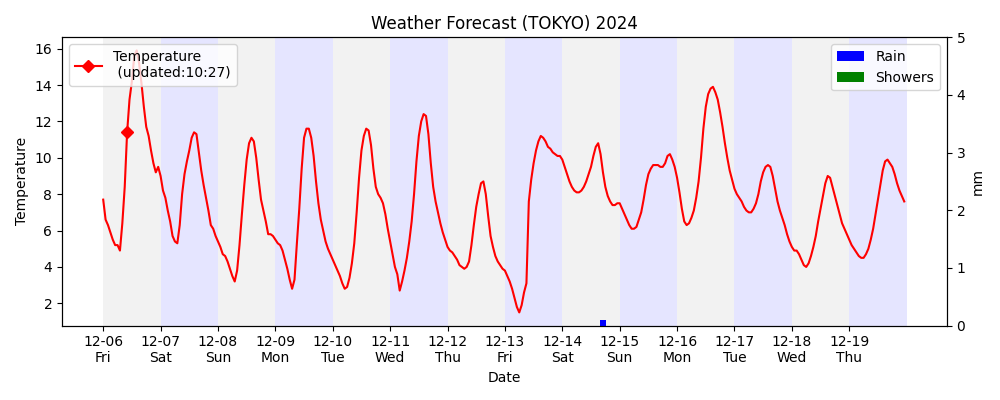 Weather Forecast (TOKYO) 2024
Temperature
(updated:10:27)
Rain
Showers
16
14
12
10
8
6
4
2
Temperature
5
4
3
2
1
0
mm
12-06 12-07 12-08 12-09 12-10 12-11 12-12 12-13 12-14 12-15 12-16 12-17 12-18 12-19
Fri Sat Sun Mon Tue Wed Thu Fri Sat Sun Mon Tue Wed Thu
Date